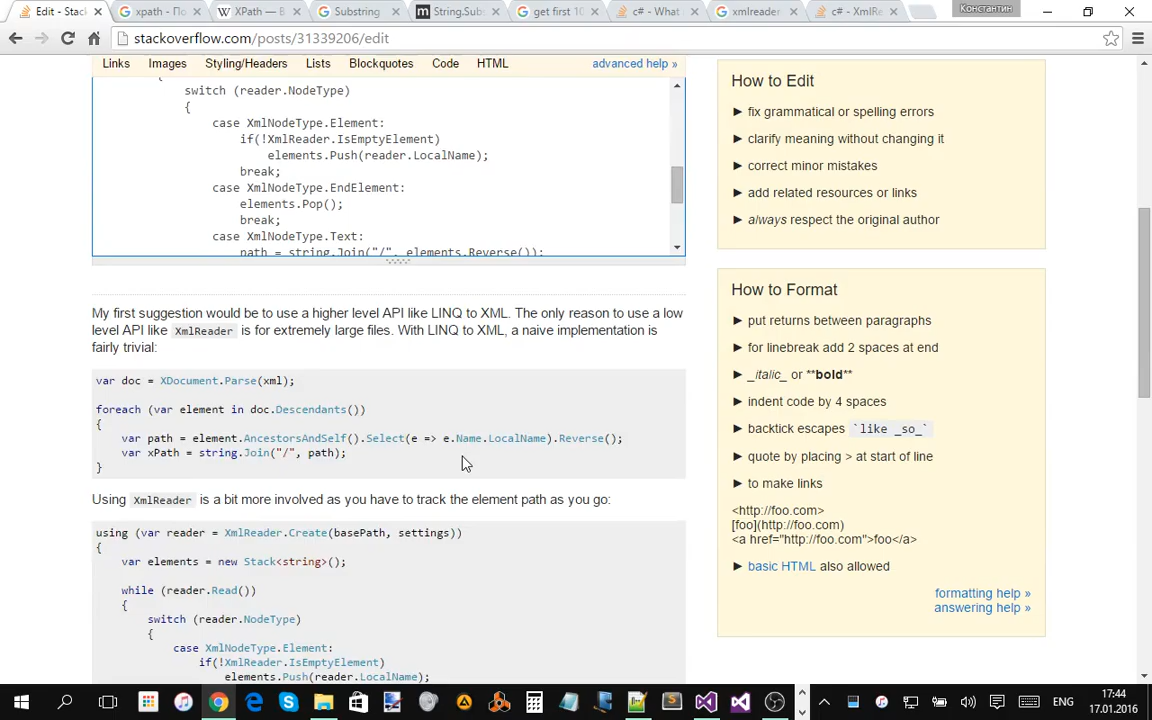 Edit - Stac
xpath - По
XPath — В
Substring
String.Sub
get first 10
c# - What
xmlreader
c# - XmlRe
Константин
stackoverflow.com/posts/31339206/edit
Links Images Styling/Headers Lists Blockquotes Code HTML advanced help »
{
switch (reader.NodeType)
{
case XmlNodeType.Element:
if(!XmlReader.IsEmptyElement)
elements.Push(reader.LocalName);
break;
case XmlNodeType.EndElement:
elements.Pop();
break;
case XmlNodeType.Text:
path = string.Join("/", elements.Reverse());
My first suggestion would be to use a higher level API like LINQ to XML. The only reason to use a low
level API like XmlReader is for extremely large files. With LINQ to XML, a naive implementation is
fairly trivial:
var doc = XDocument.Parse(xml);
foreach (var element in doc.Descendants())
{
var path = element.AncestorsAndSelf().Select(e => e.Name.LocalName).Reverse();
var xPath = string.Join("/", path);
}
Using XmlReader is a bit more involved as you have to track the element path as you go:
using (var reader = XmlReader.Create(basePath, settings))
{
var elements = new Stack<string>();
while (reader.Read())
{
switch (reader.NodeType)
{
case XmlNodeType.Element:
if(!XmlReader.IsEmptyElement)
elements.Push(reader.LocalName);
How to Edit
► fix grammatical or spelling errors
► clarify meaning without changing it
► correct minor mistakes
► add related resources or links
► always respect the original author
How to Format
► put returns between paragraphs
► for linebreak add 2 spaces at end
► _italic_ or **bold**
► indent code by 4 spaces
► backtick escapes `like _so_`
► quote by placing > at start of line
► to make links
<http://foo.com>
[foo](http://foo.com)
<a href="http://foo.com">foo</a>
► basic HTML also allowed
formatting help »
answering help »
ENG
17:44
17.01.2016